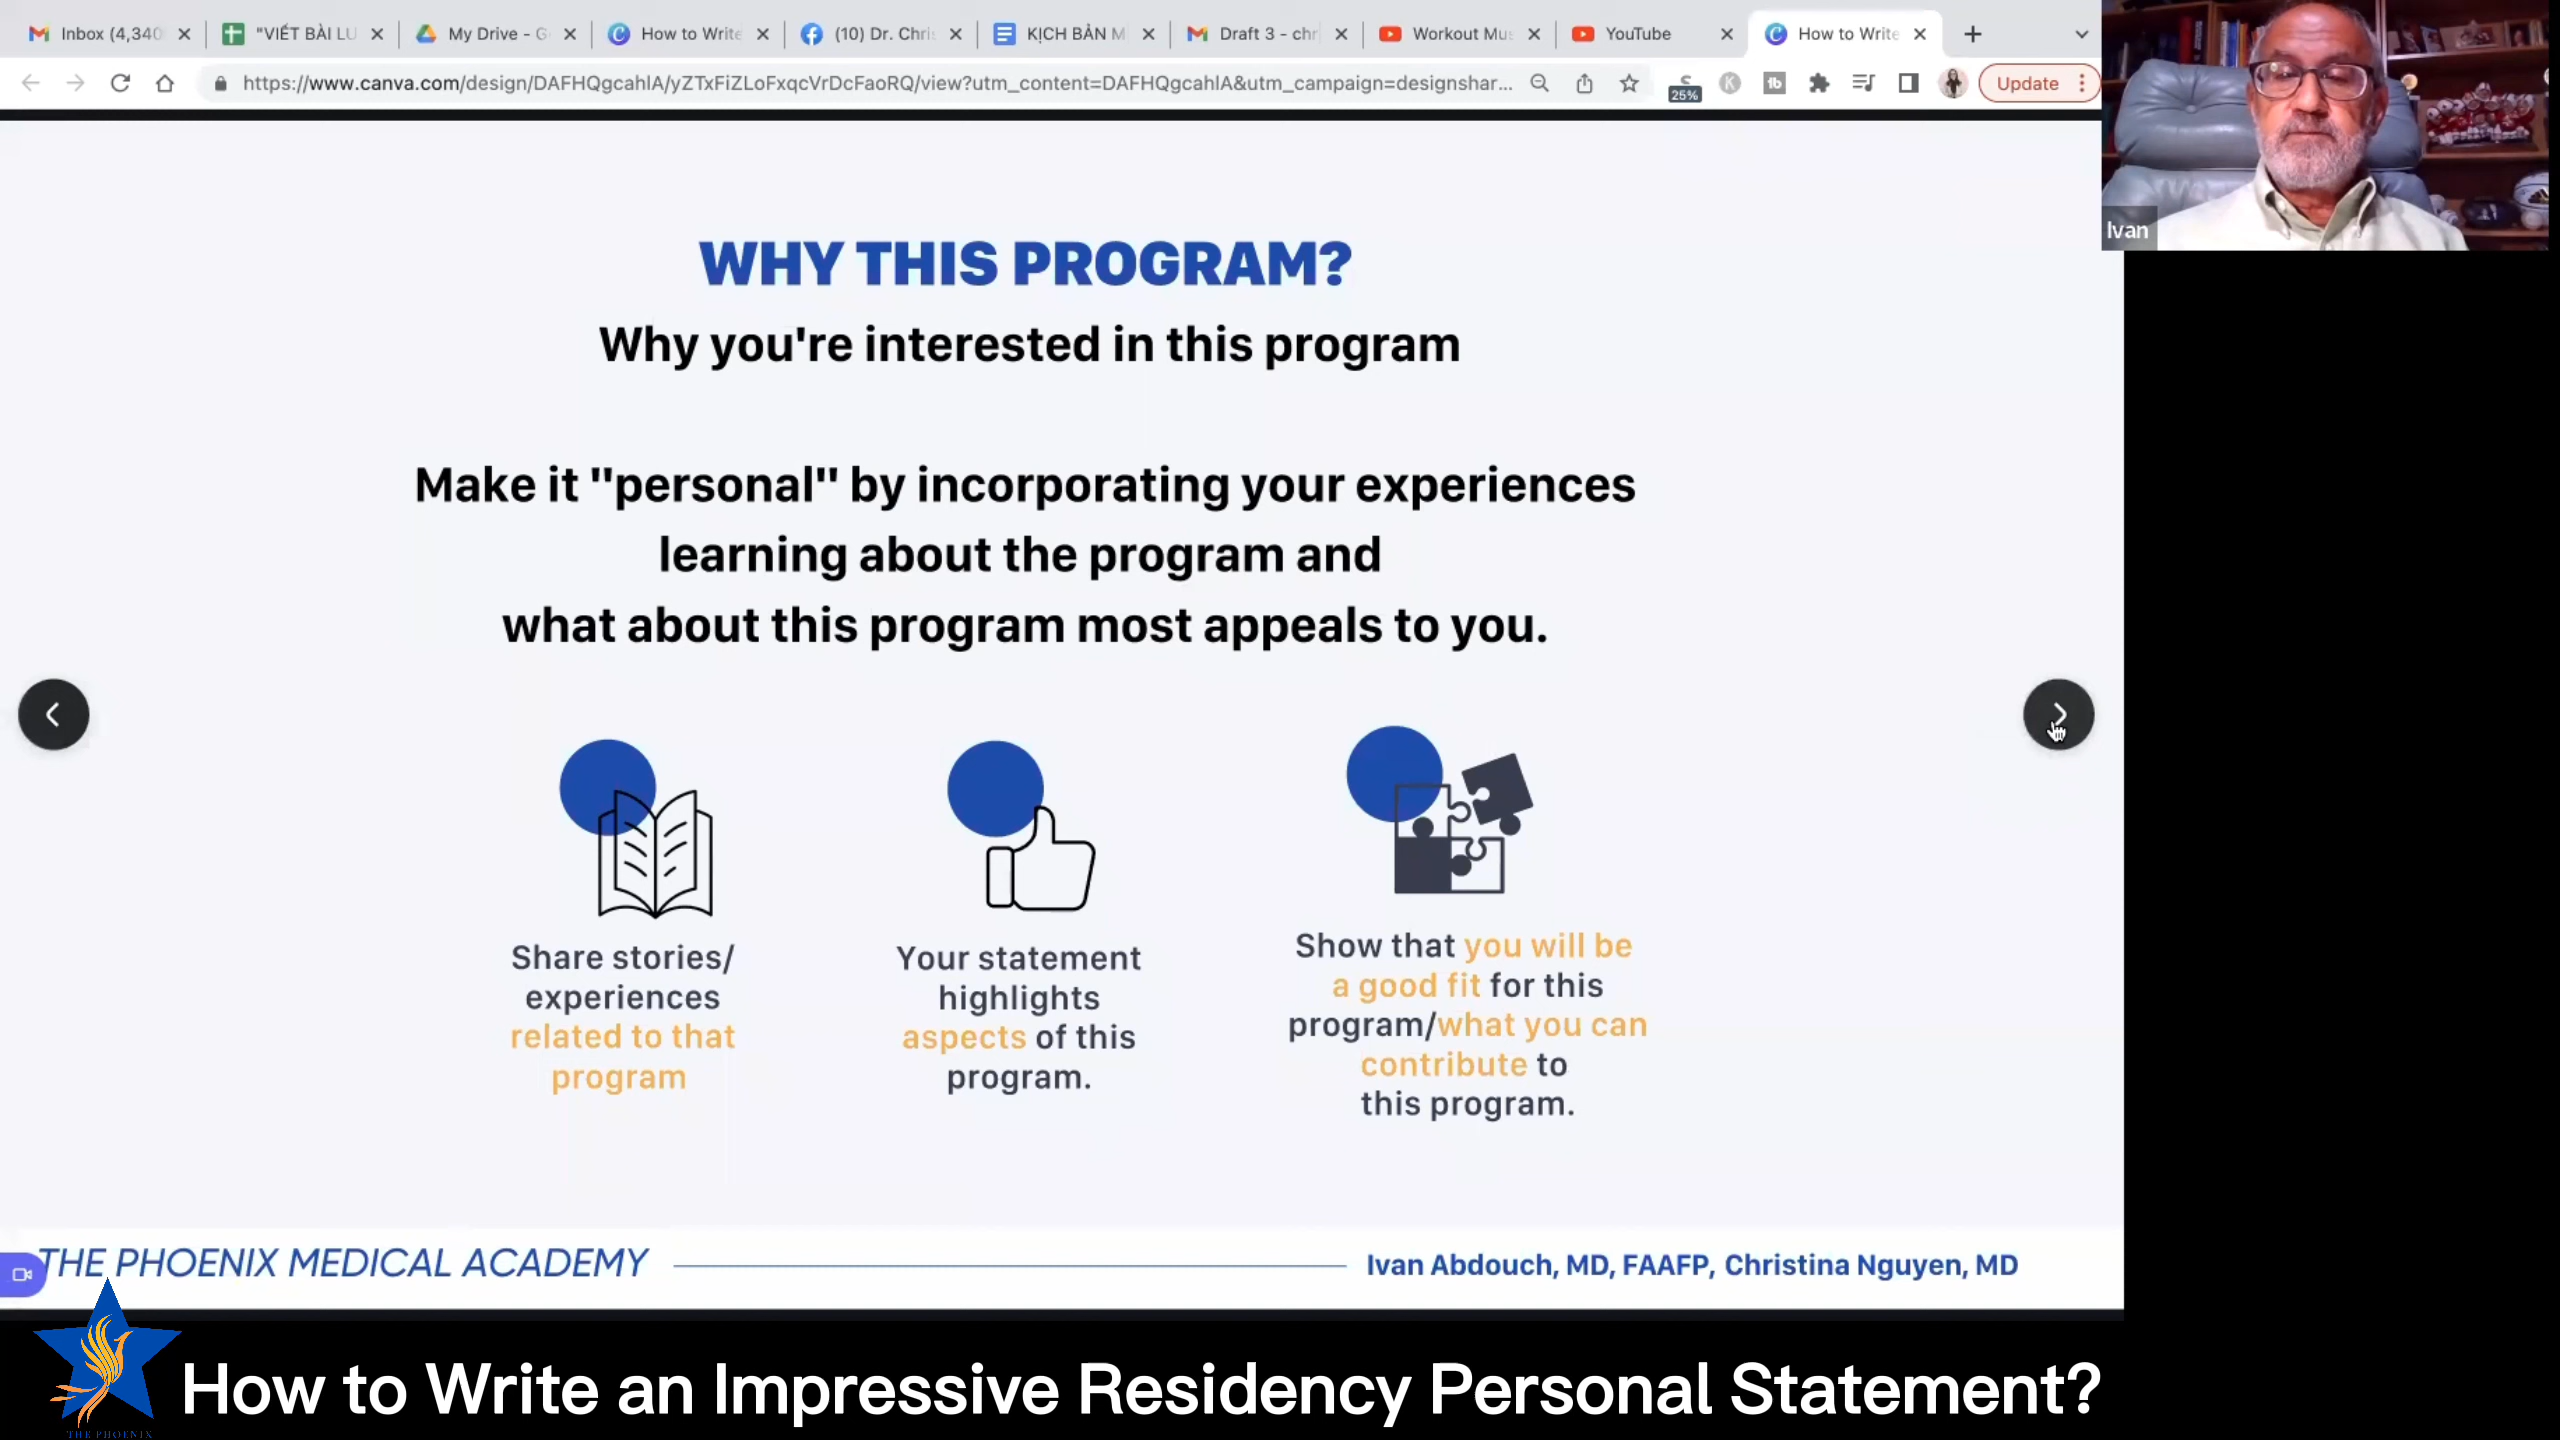 Inbox (4,340
"VIẾT BÀI LU
My Drive - G
How to Write
(10) Dr. Chri
KỊCH BẢN M
Draft 3 - chr
Workout Mu
YouTube
How to Write
https://www.canva.com/design/DAFHQgcahlA/yZTxFiZLoFxqcVrDcFaoRQ/view?utm_content=DAFHQgcahlA&utm_campaign=designshar...
25%
Update
Ivan
WHY THIS PROGRAM?
Why you're interested in this program
Make it "personal" by incorporating your experiences
learning about the program and
what about this program most appeals to you.
Share stories/
experiences
related to that
program
Your statement
highlights
aspects of this
program.
Show that you will be
a good fit for this
program/what you can
contribute to
this program.
THE PHOENIX MEDICAL ACADEMY
Ivan Abdouch, MD, FAAFP, Christina Nguyen, MD
How to Write an Impressive Residency Personal Statement?
THE PHOENIX